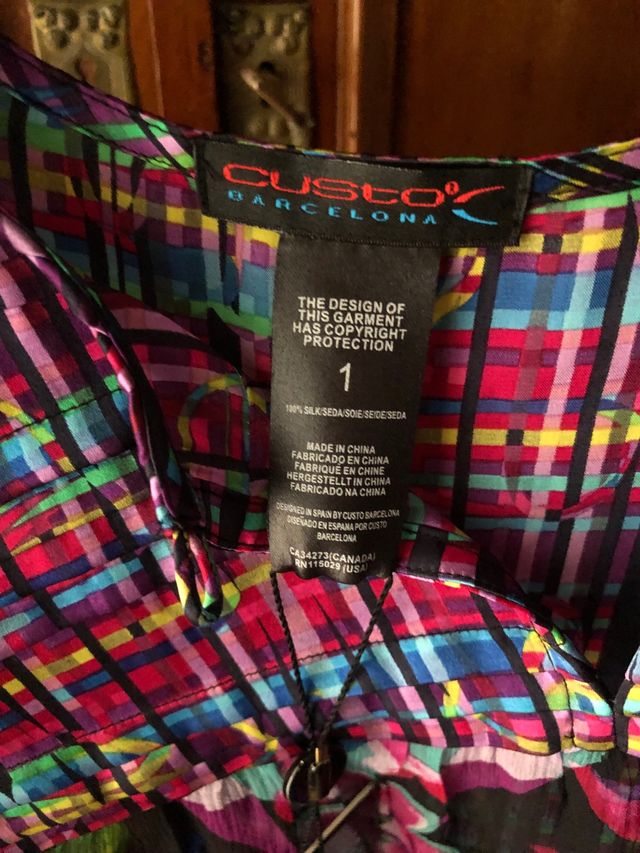 custo
BARCELONA
THE DESIGN OF
THIS GARMENT
HAS COPYRIGHT
PROTECTION
1
100% SILK/SEDA/SOIE/SEIDE/SEDA
MADE IN CHINA
FABRICADO EN CHINA
FABRIQUÉ EN CHINE
HERGESTELLT IN CHINA
FABRICADO NA CHINA
DESIGNED IN SPAIN BY CUSTO BARCELONA
DISEÑADO EN ESPAÑA POR CUSTO
BARCELONA
CA34273(CANADA)
RN115029 (USA)